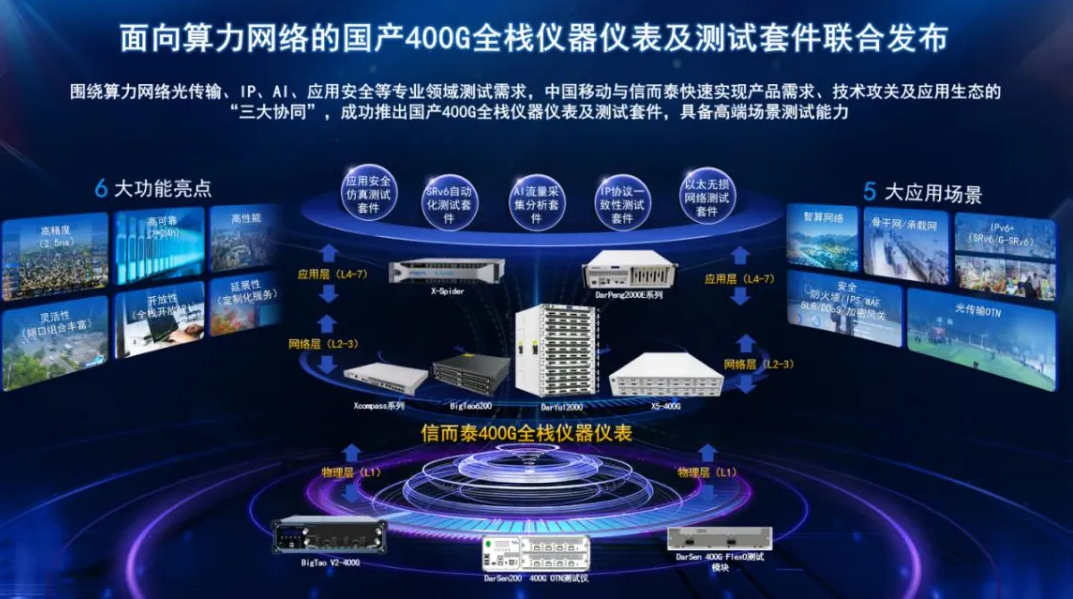 面向算力网络的国产400G全栈仪器仪表及测试套件联合发布
围绕算力网络光传输、IP、AI、应用安全等专业领域测试需求，中国移动与信而泰快速实现产品需求、技术攻关及应用生态的
“三大协同”，成功推出国产400G全栈仪器仪表及测试套件，具备高端场景测试能力
6大功能亮点
高精度
（2.5ns）
高可靠
（7*24H）
高性能
灵活性
（接口组合丰富）
开放性
（全栈开放API）
延展性
（定制化服务）
应用安全
仿真测试
套件
SRv6自动
化测试套
件
AI流量采
集分析套
件
IP协议一
致性测试
套件
以太无损
网络测试
套件
5大应用场景
智算网络
骨干网/承载网
IPv6+
（SRv6/G-SRv6）
安全
防火墙/IPS/WAF
SLB/DDoS/加密网关
光传输OTN
应用层（L4-7）
X-Spider
DarPeng2000E系列
应用层（L4-7）
网络层（L2-3）
网络层（L2-3）
Xcompass系列
BigTao6200
DarYu12000
X5-400G
信而泰400G全栈仪器仪表
物理层（L1）
物理层（L1）
BigTao V2-400G
DarSen200 400G OTN测试仪
DarSen 400G FlexO测试
模块